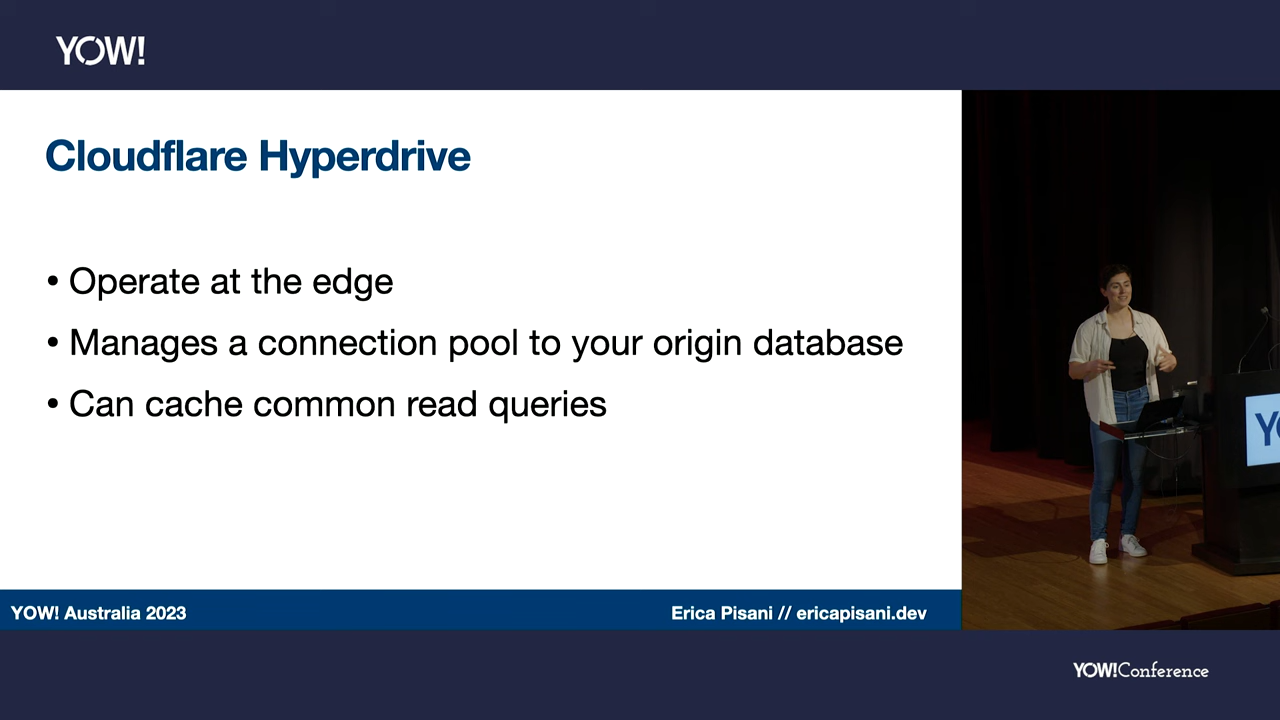 YOW!
Cloudflare Hyperdrive
• Operate at the edge
• Manages a connection pool to your origin database
• Can cache common read queries
YOW! Australia 2023
Erica Pisani // ericapisani.dev
YOW!Conference